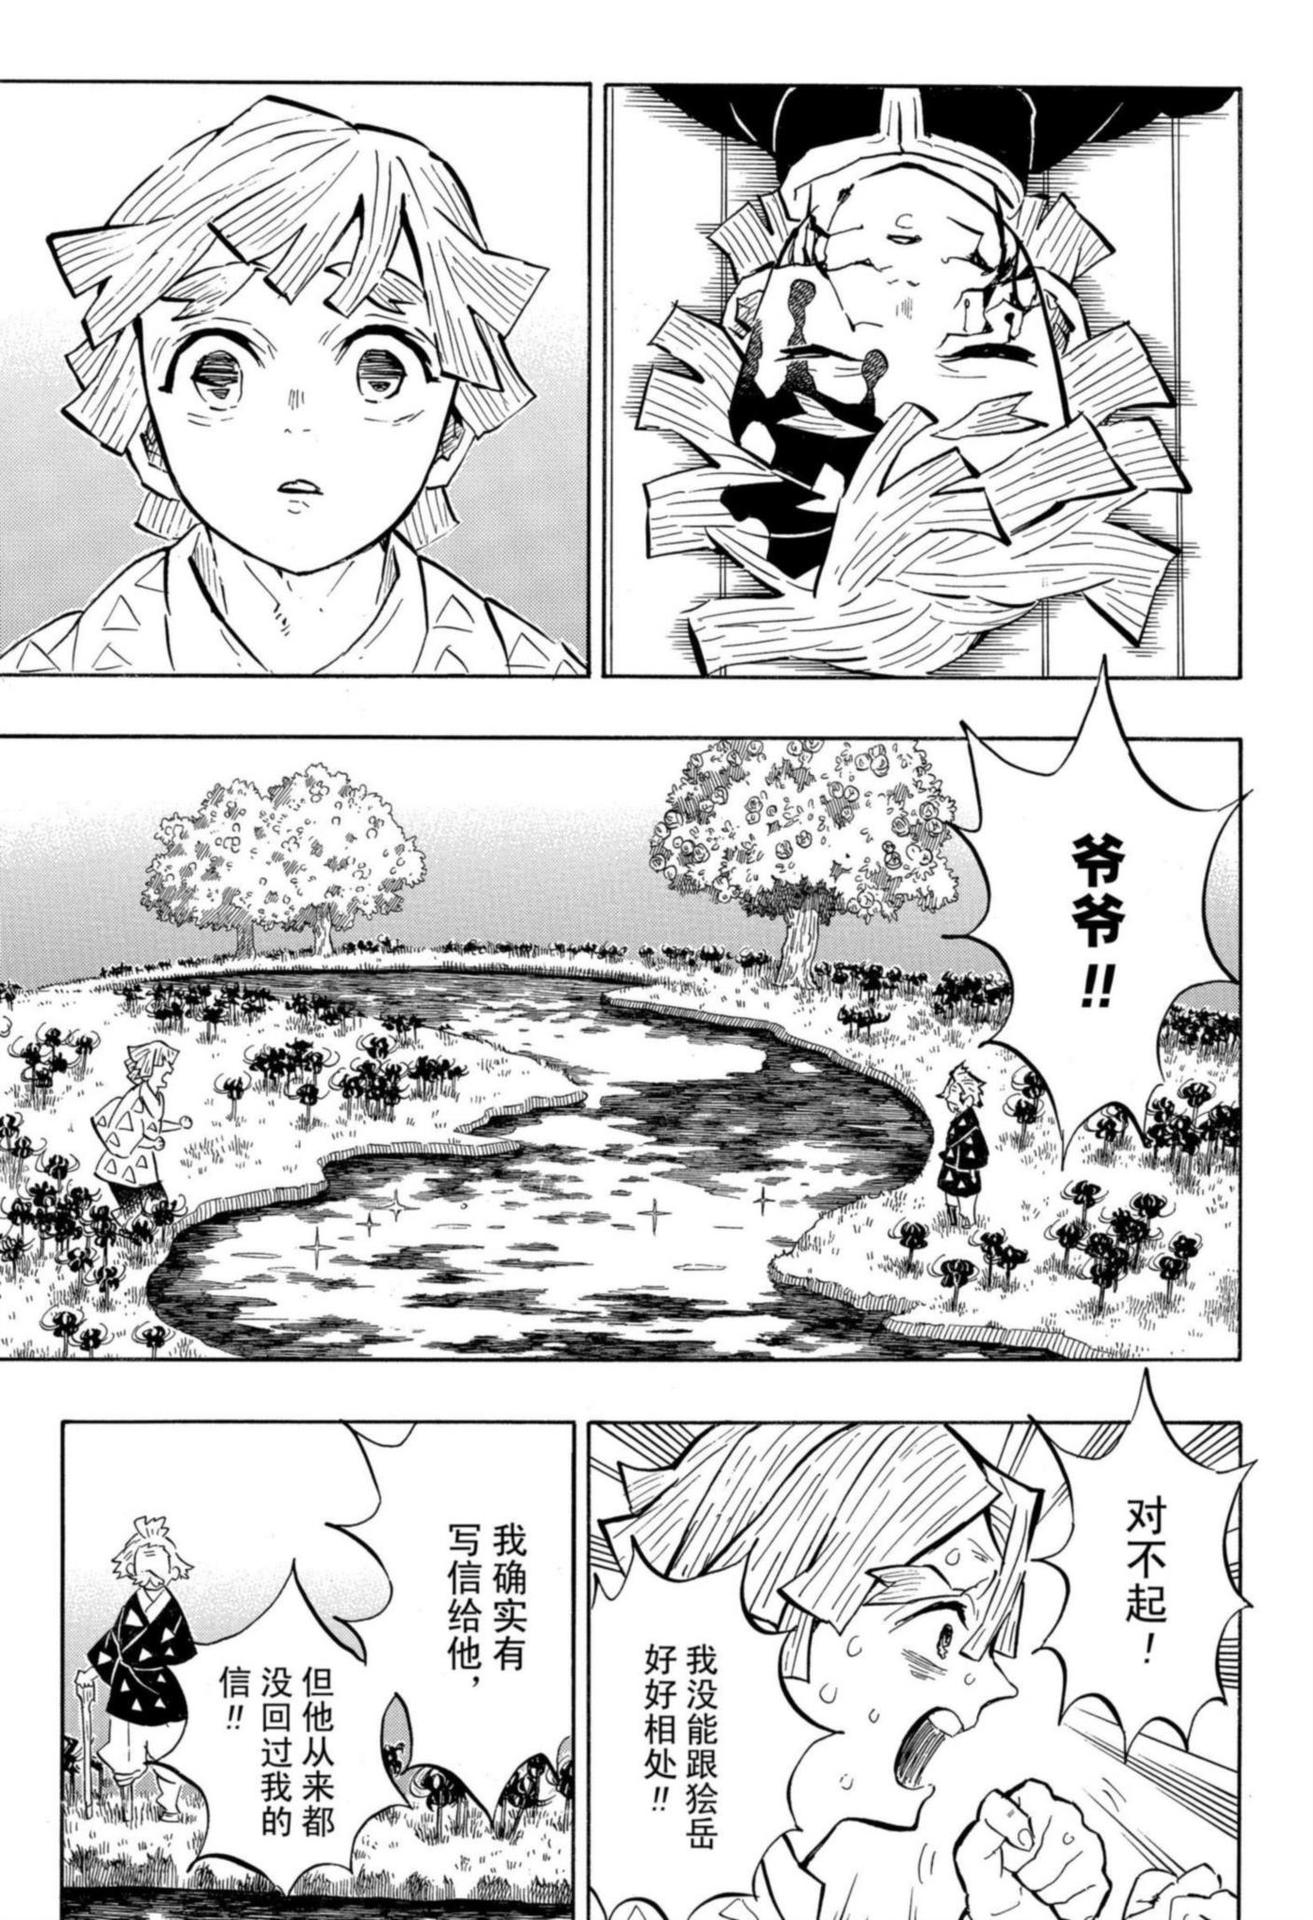 爷爷!!
对不起！
我没能跟狯岳
好好相处!!
我确实有
写信给他，
但他从来都
没回过我的
信!!